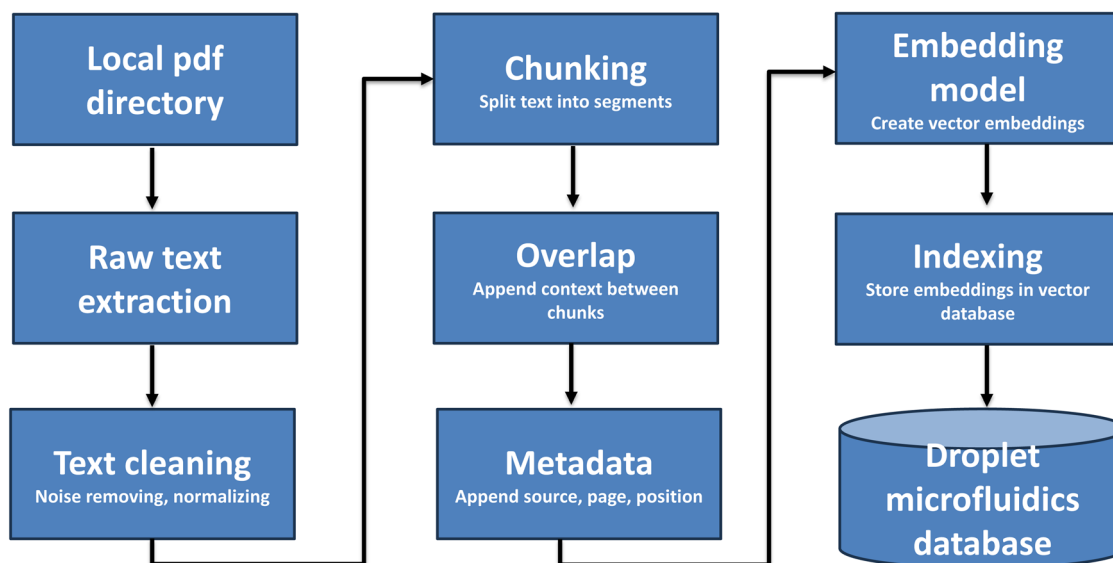 Local pdf
directory
Raw text
extraction
Text cleaning
Noise removing, normalizing
Chunking
Split text into segments
Overlap
Append context between
chunks
Metadata
Append source, page, position
Embedding
model
Create vector embeddings
Indexing
Store embeddings in vector
database
Droplet
microfluidics
database